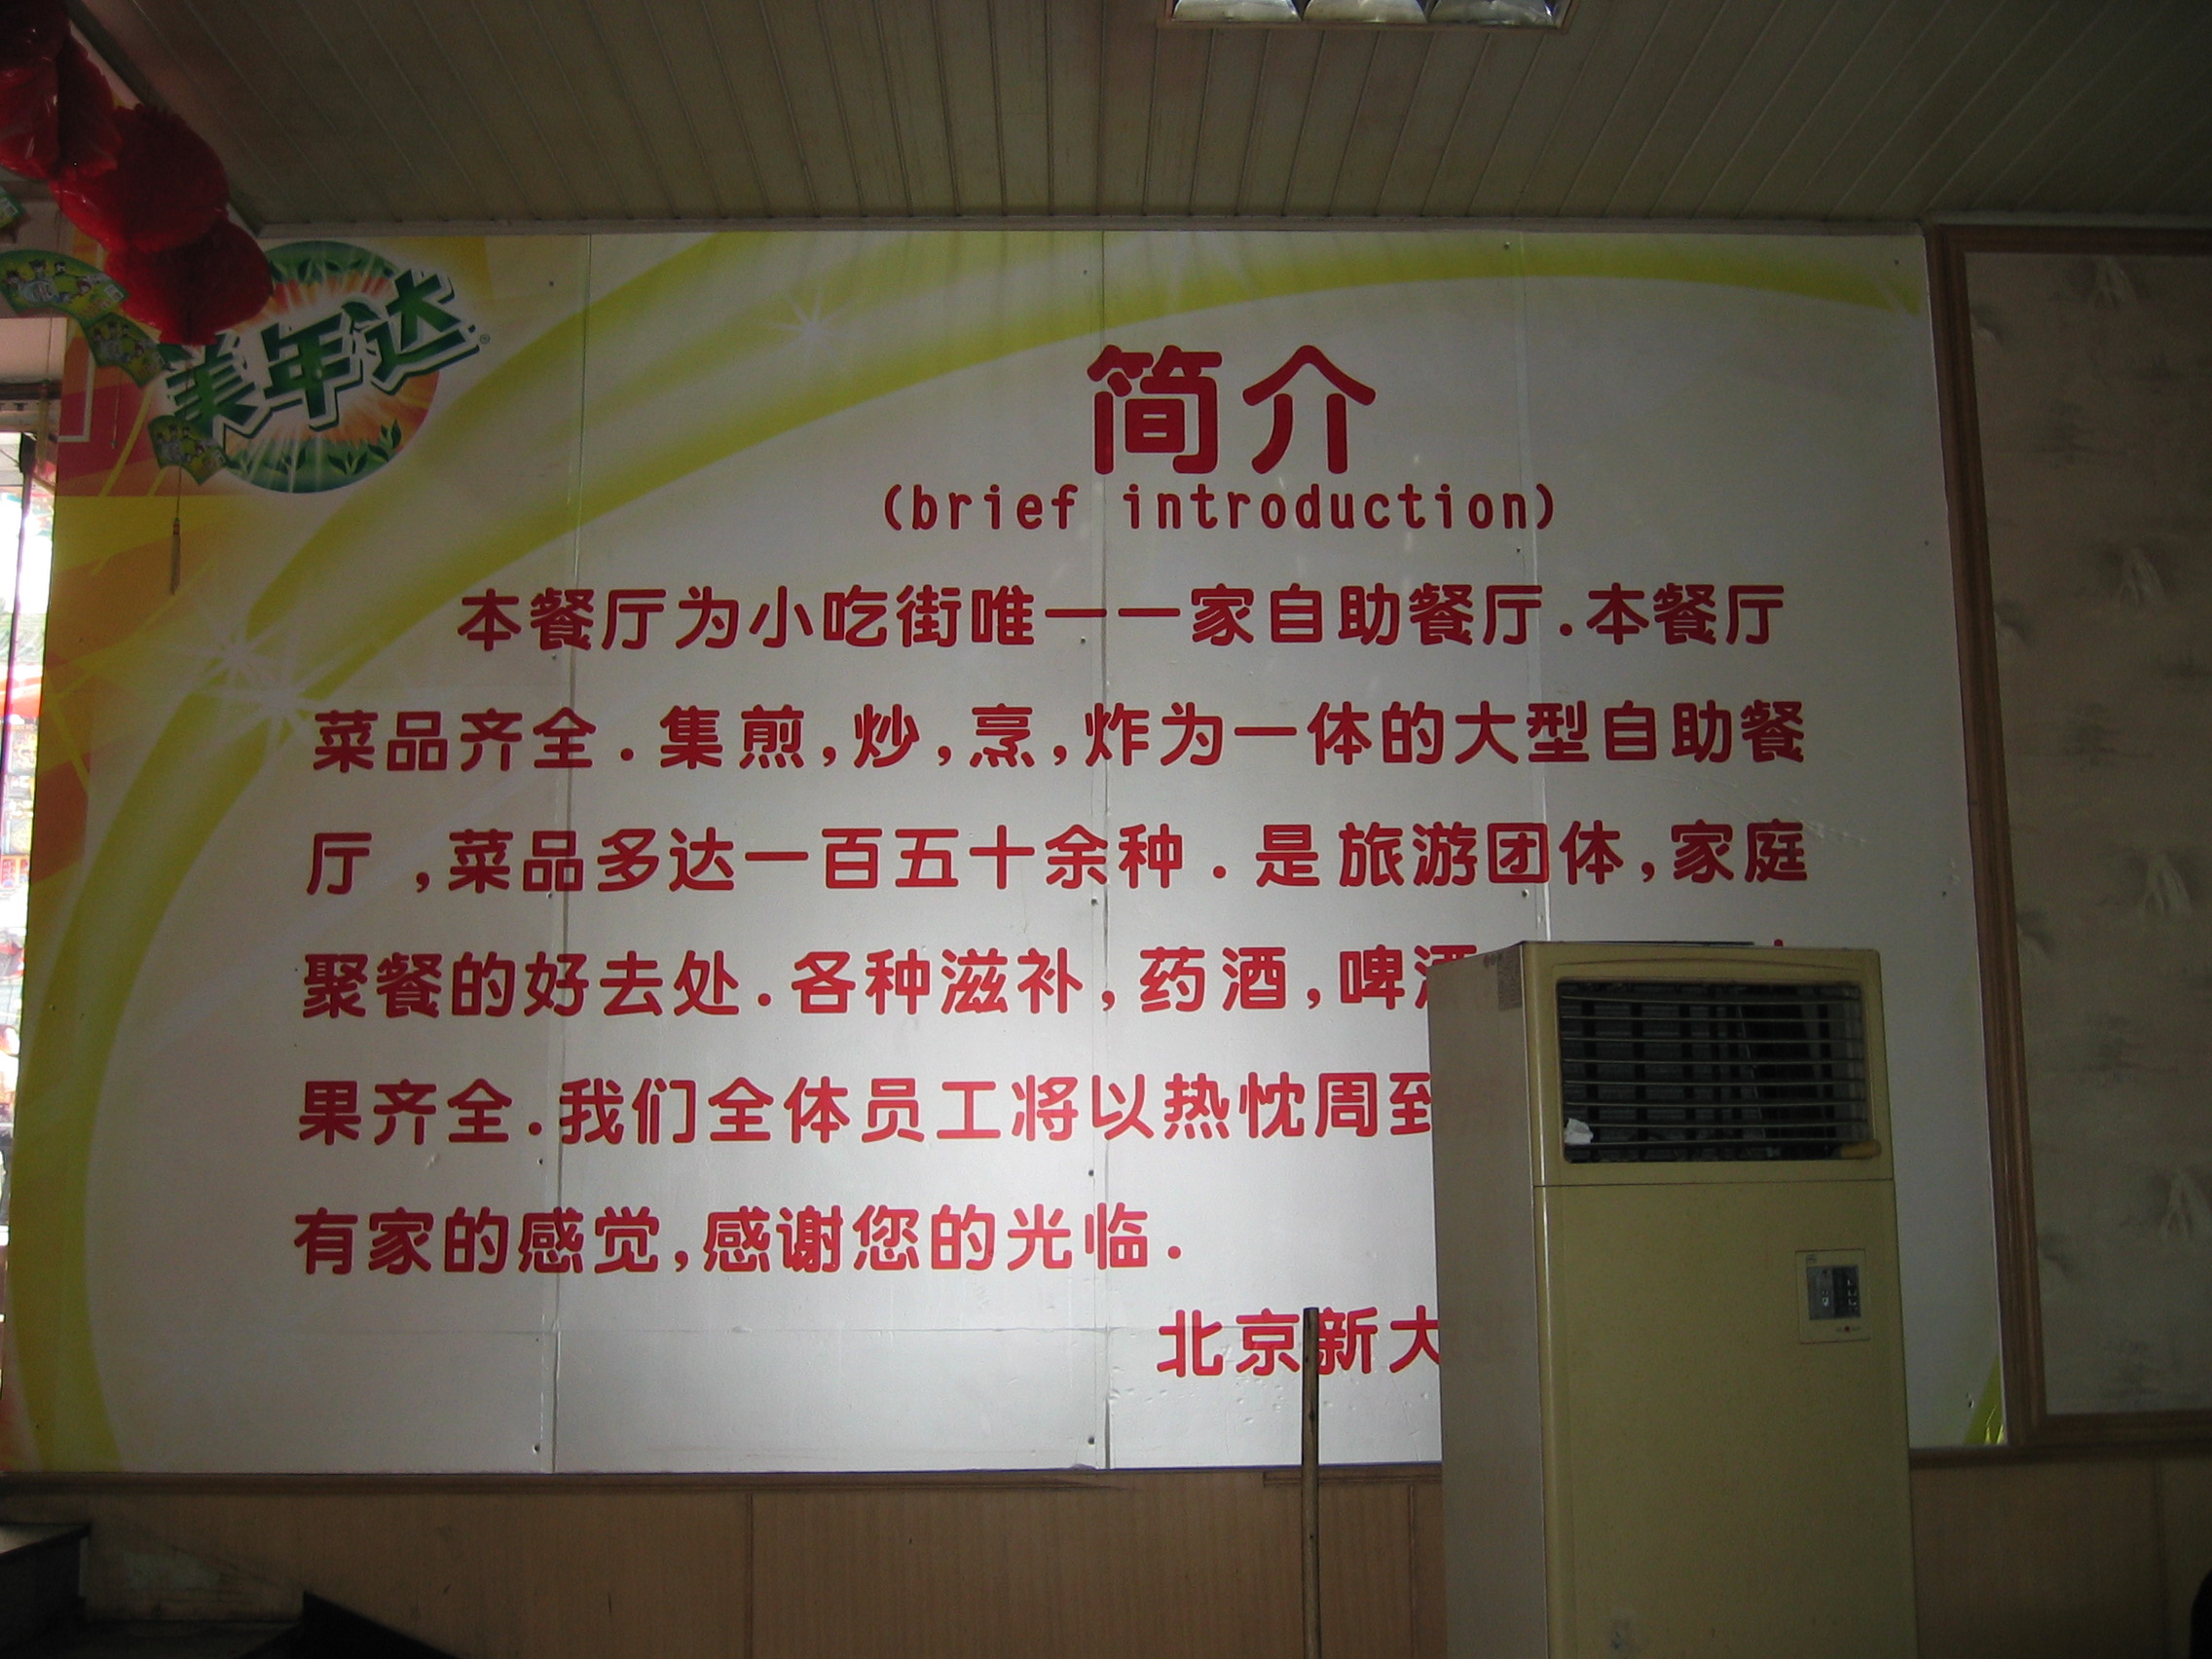 美年达
简介
(brief introduction)
本餐厅为小吃街唯一一家自助餐厅.本餐厅
菜品齐全.集煎,炒,烹,炸为一体的大型自助餐
厅,菜品多达一百五十余种.是旅游团体,家庭
聚餐的好去处.各种滋补,药酒,啤酒
果齐全.我们全体员工将以热忱周到
有家的感觉,感谢您的光临.
北京新大